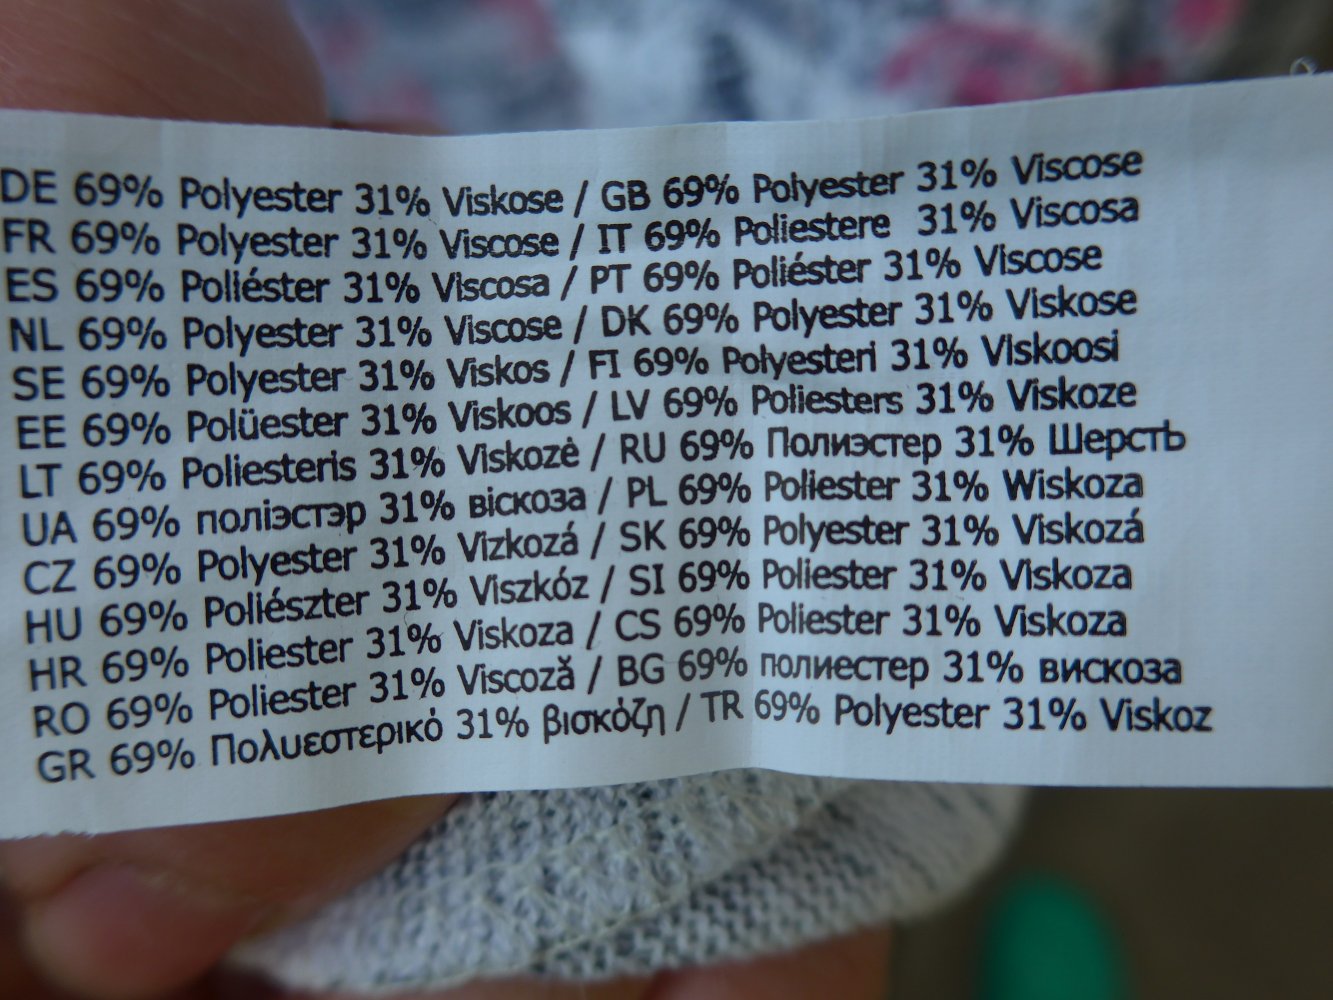 DE 69% Polyester 31% Viskose / GB 69% Polyester 31% Viscose
FR 69% Polyester 31% Viscose / IT 69% Poliestere 31% Viscosa
ES 69% Poliéster 31% Viscosa / PT 69% Poliéster 31% Viscose
NL 69% Polyester 31% Viscose / DK 69% Polyester 31% Viskose
SE 69% Polyester 31% Viskos / FI 69% Polyesteri 31% Viskoosi
EE 69% Polüester 31% Viskoos / LV 69% Poliesters 31% Viskoze
LT 69% Poliesteris 31% Viskozė / RU 69% Полиэстер 31% Шерсть
UA 69% поліэстэр 31% віскоза / PL 69% Poliester 31% Wiskoza
CZ 69% Polyester 31% Vizkozá / SK 69% Polyester 31% Viskozá
HU 69% Poliészter 31% Viszkóz / SI 69% Poliester 31% Viskoza
HR 69% Poliester 31% Viskoza / CS 69% Poliester 31% Viskoza
RO 69% Poliester 31% Viscoză / BG 69% полиестер 31% вискоза
GR 69% Πολυεστερικό 31% βισκόζη / TR 69% Polyester 31% Viskoz